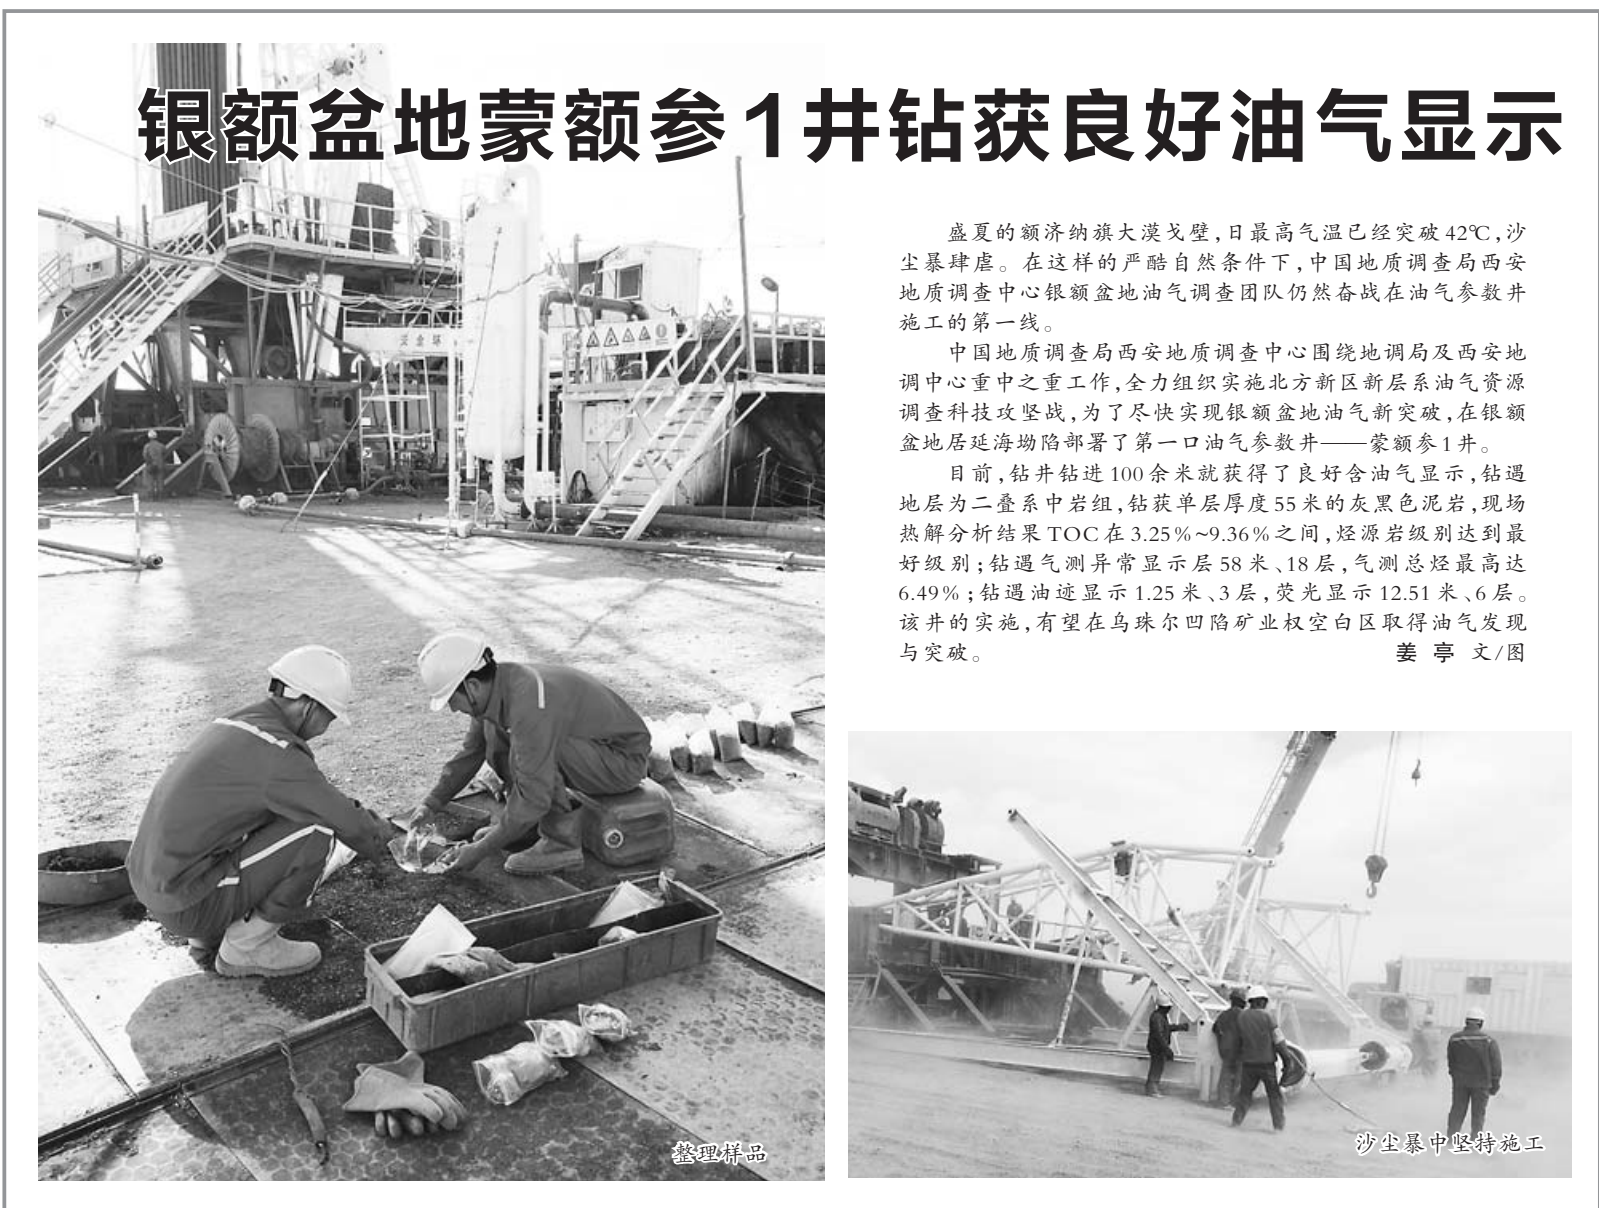 银额盆地蒙额参1井钻获良好油气显示
盛夏的额济纳旗大漠戈壁，日最高气温已经突破42℃，沙
尘暴肆虐。在这样的严酷自然条件下，中国地质调查局西安
地质调查中心银额盆地油气调查团队仍然奋战在油气参数井
施工的第一线。
中国地质调查局西安地质调查中心围绕地调局及西安地
调中心重中之重工作，全力组织实施北方新区新层系油气资源
调查科技攻坚战，为了尽快实现银额盆地油气新突破，在银额
盆地居延海坳陷部署了第一口油气参数井——蒙额参1井。
目前，钻井钻进100余米就获得了良好含油气显示，钻遇
地层为二叠系中岩组，钻获单层厚度55米的灰黑色泥岩，现场
热解分析结果TOC在3.25%~9.36%之间，烃源岩级别达到最
好级别；钻遇气测异常显示层58米、18层，气测总烃最高达
6.49%；钻遇油迹显示1.25米、3层，荧光显示12.51米、6层。
该井的实施，有望在乌珠尔凹陷矿业权空白区取得油气发现
与突破。 姜亭 文/图
整理样品
沙尘暴中坚持施工